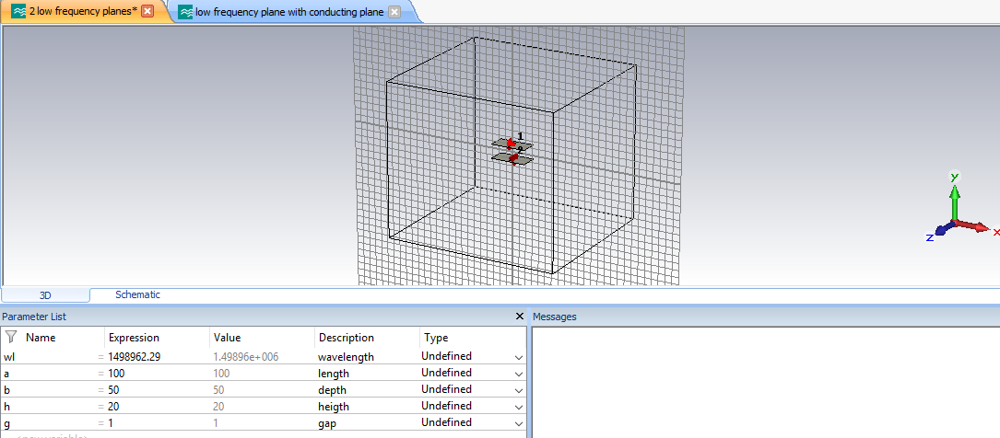 2 low frequency planes* low frequency plane with conducting plane
1
2
y
x
z
3D Schematic
Parameter List Messages
Name Expression Value Description Type
wl = 1498962.29 1.49896e+006 wavelength Undefined
a = 100 100 length Undefined
b = 50 50 depth Undefined
h = 20 20 heigth Undefined
g = 1 1 gap Undefined